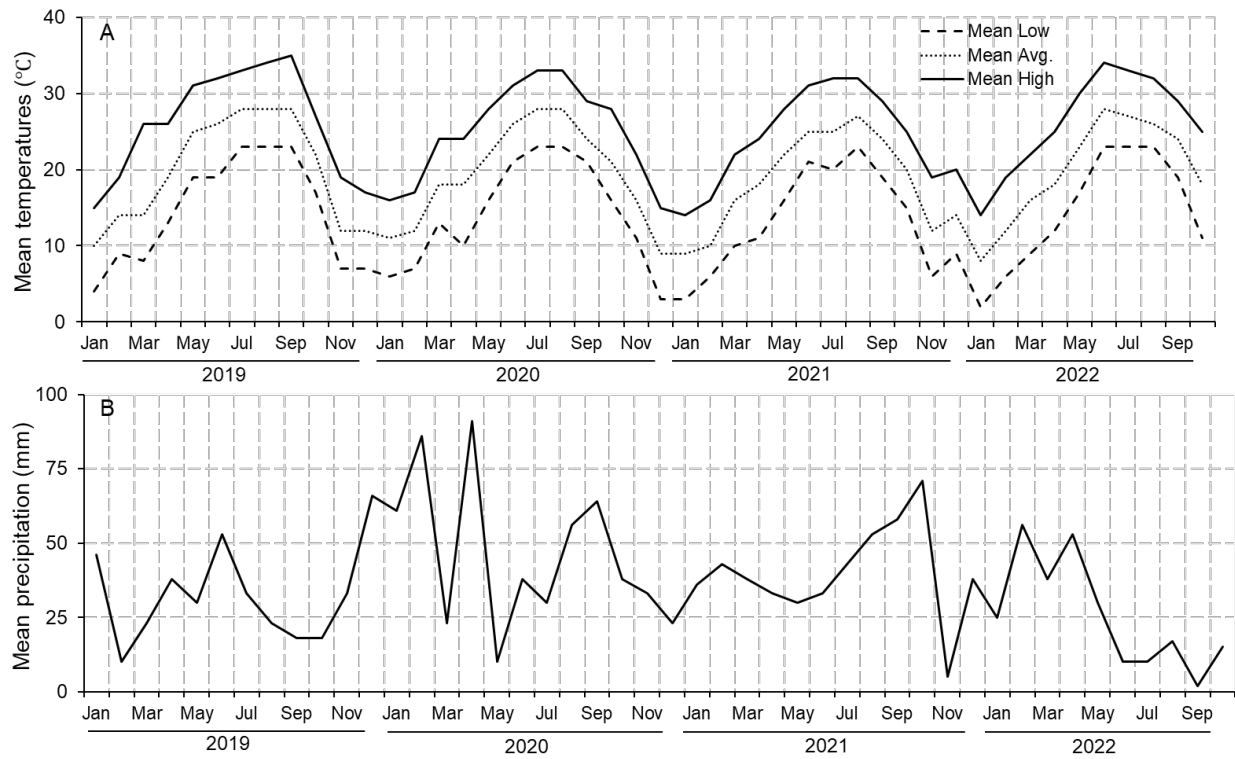 A
Mean temperatures (°C)
40
30
20
10
0
Mean Low
Mean Avg.
Mean High
Jan Mar May Jul Sep Nov Jan Mar May Jul Sep Nov Jan Mar May Jul Sep Nov Jan Mar May Jul Sep
2019 2020 2021 2022
B
Mean precipitation (mm)
100
75
50
25
0
Jan Mar May Jul Sep Nov Jan Mar May Jul Sep Nov Jan Mar May Jul Sep Nov Jan Mar May Jul Sep
2019 2020 2021 2022